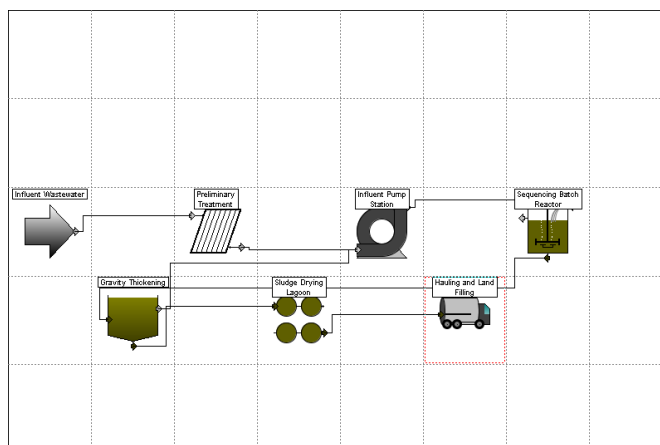 Influent Wastewater
Preliminary
Treatment
Influent Pump
Station
Sequencing Batch
Reactor
Gravity Thickening
Sludge Drying
Lagoon
Hauling and Land
Filling